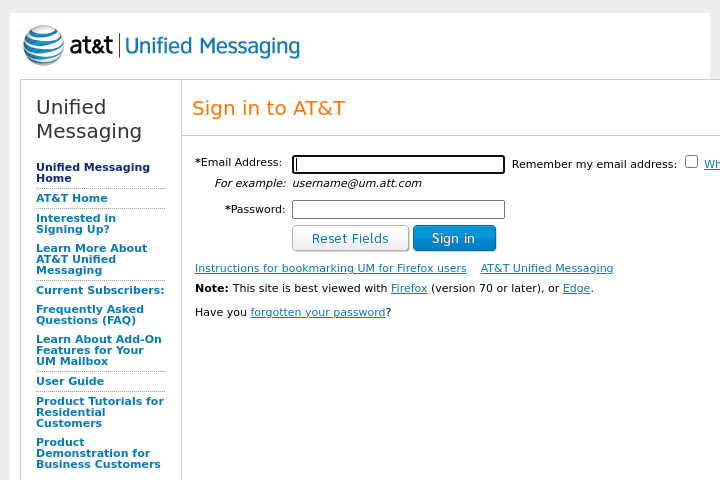 at&t Unified Messaging
Unified
Messaging
Unified Messaging
Home
AT&T Home
Interested in
Signing Up?
Learn More About
AT&T Unified
Messaging
Current Subscribers:
Frequently Asked
Questions (FAQ)
Learn About Add-On
Features for Your
UM Mailbox
User Guide
Product Tutorials for
Residential
Customers
Product
Demonstration for
Business Customers
Sign in to AT&T
*Email Address: Remember my email address: Wh
For example: username@um.att.com
*Password:
Reset Fields Sign in
Instructions for bookmarking UM for Firefox users AT&T Unified Messaging
Note: This site is best viewed with Firefox (version 70 or later), or Edge.
Have you forgotten your password?